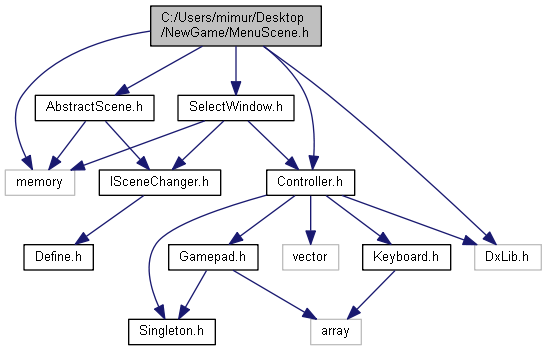 C:/Users/mimur/Desktop
/NewGame/MenuScene.h
AbstractScene.h
SelectWindow.h
memory
ISceneChanger.h
Controller.h
Define.h
Gamepad.h
vector
Keyboard.h
DxLib.h
Singleton.h
array